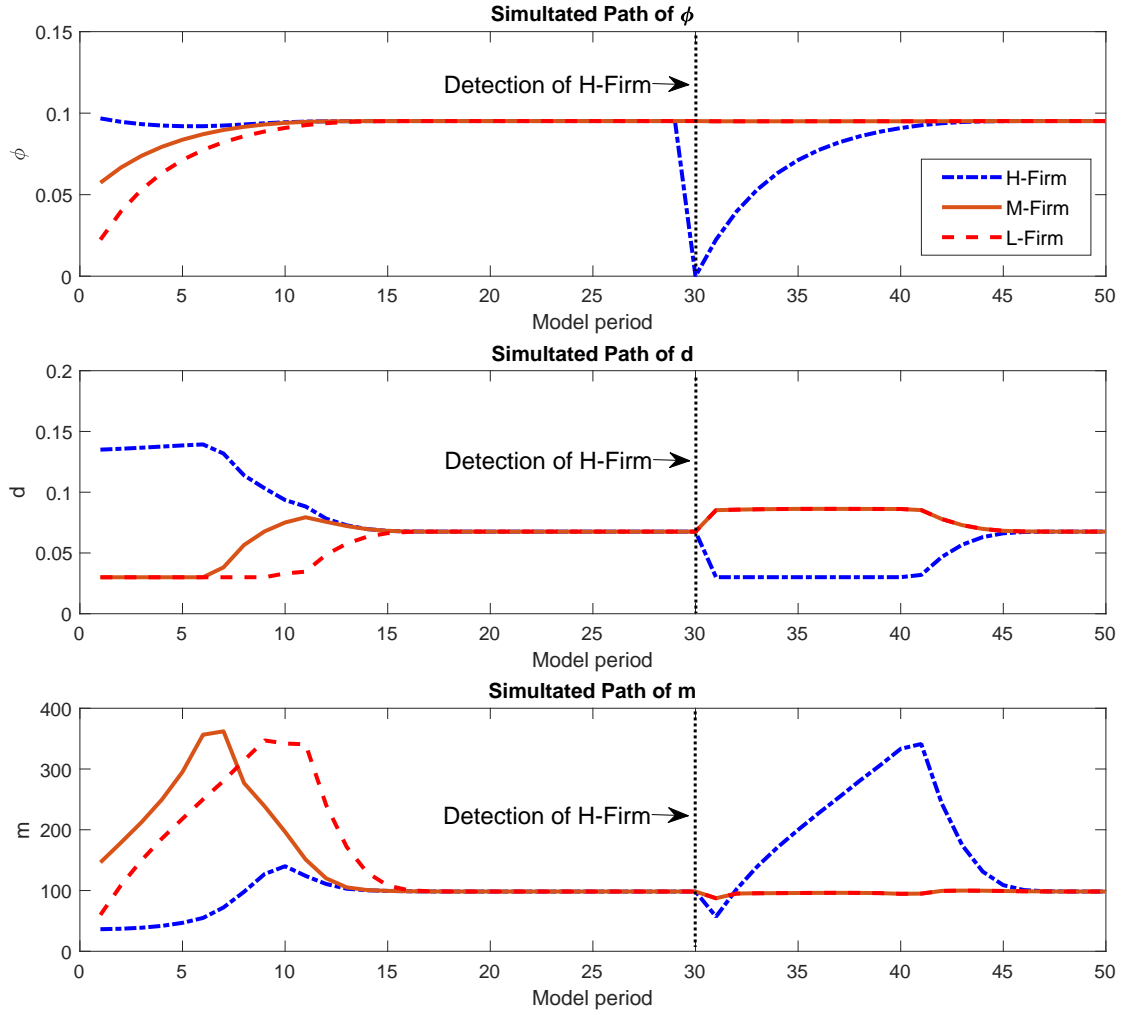 Simultated Path of ϕ
0.15
0.1
0.05
0
ϕ
Detection of H-Firm
H-Firm
M-Firm
L-Firm
0 5 10 15 20 25 30 35 40 45 50
Model period
Simultated Path of d
0.2
0.15
0.1
0.05
0
d
Detection of H-Firm
0 5 10 15 20 25 30 35 40 45 50
Model period
Simultated Path of m
400
300
200
100
0
m
Detection of H-Firm
0 5 10 15 20 25 30 35 40 45 50
Model period